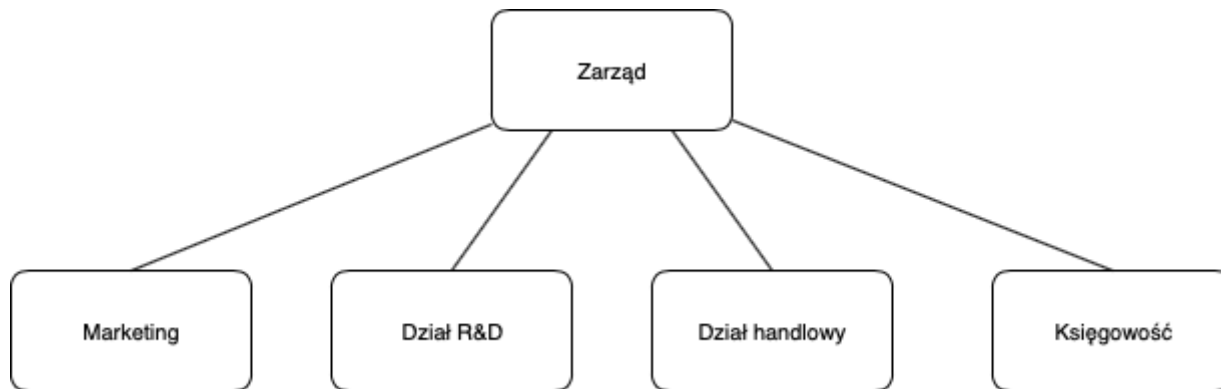 Zarząd
Marketing
Dział R&D
Dział handlowy
Księgowość